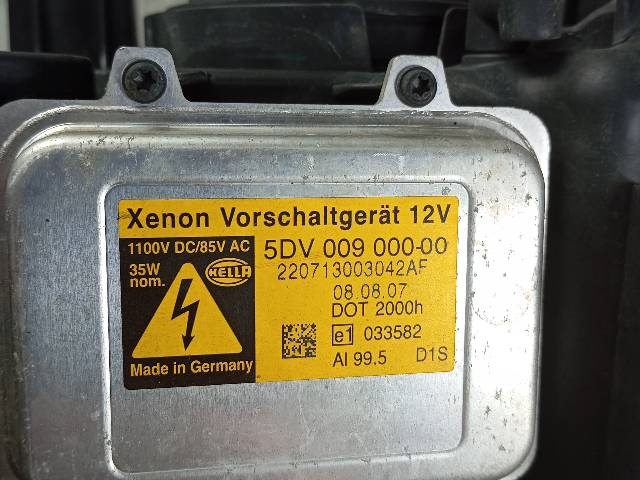 Xenon Vorschaltgerät 12V
1100V DC/85V AC
35W
nom.
HELLA
Made in Germany
5DV 009 000-00
220713003042AF
08.08.07
DOT 2000h
e1 033582
Al 99.5 D1S